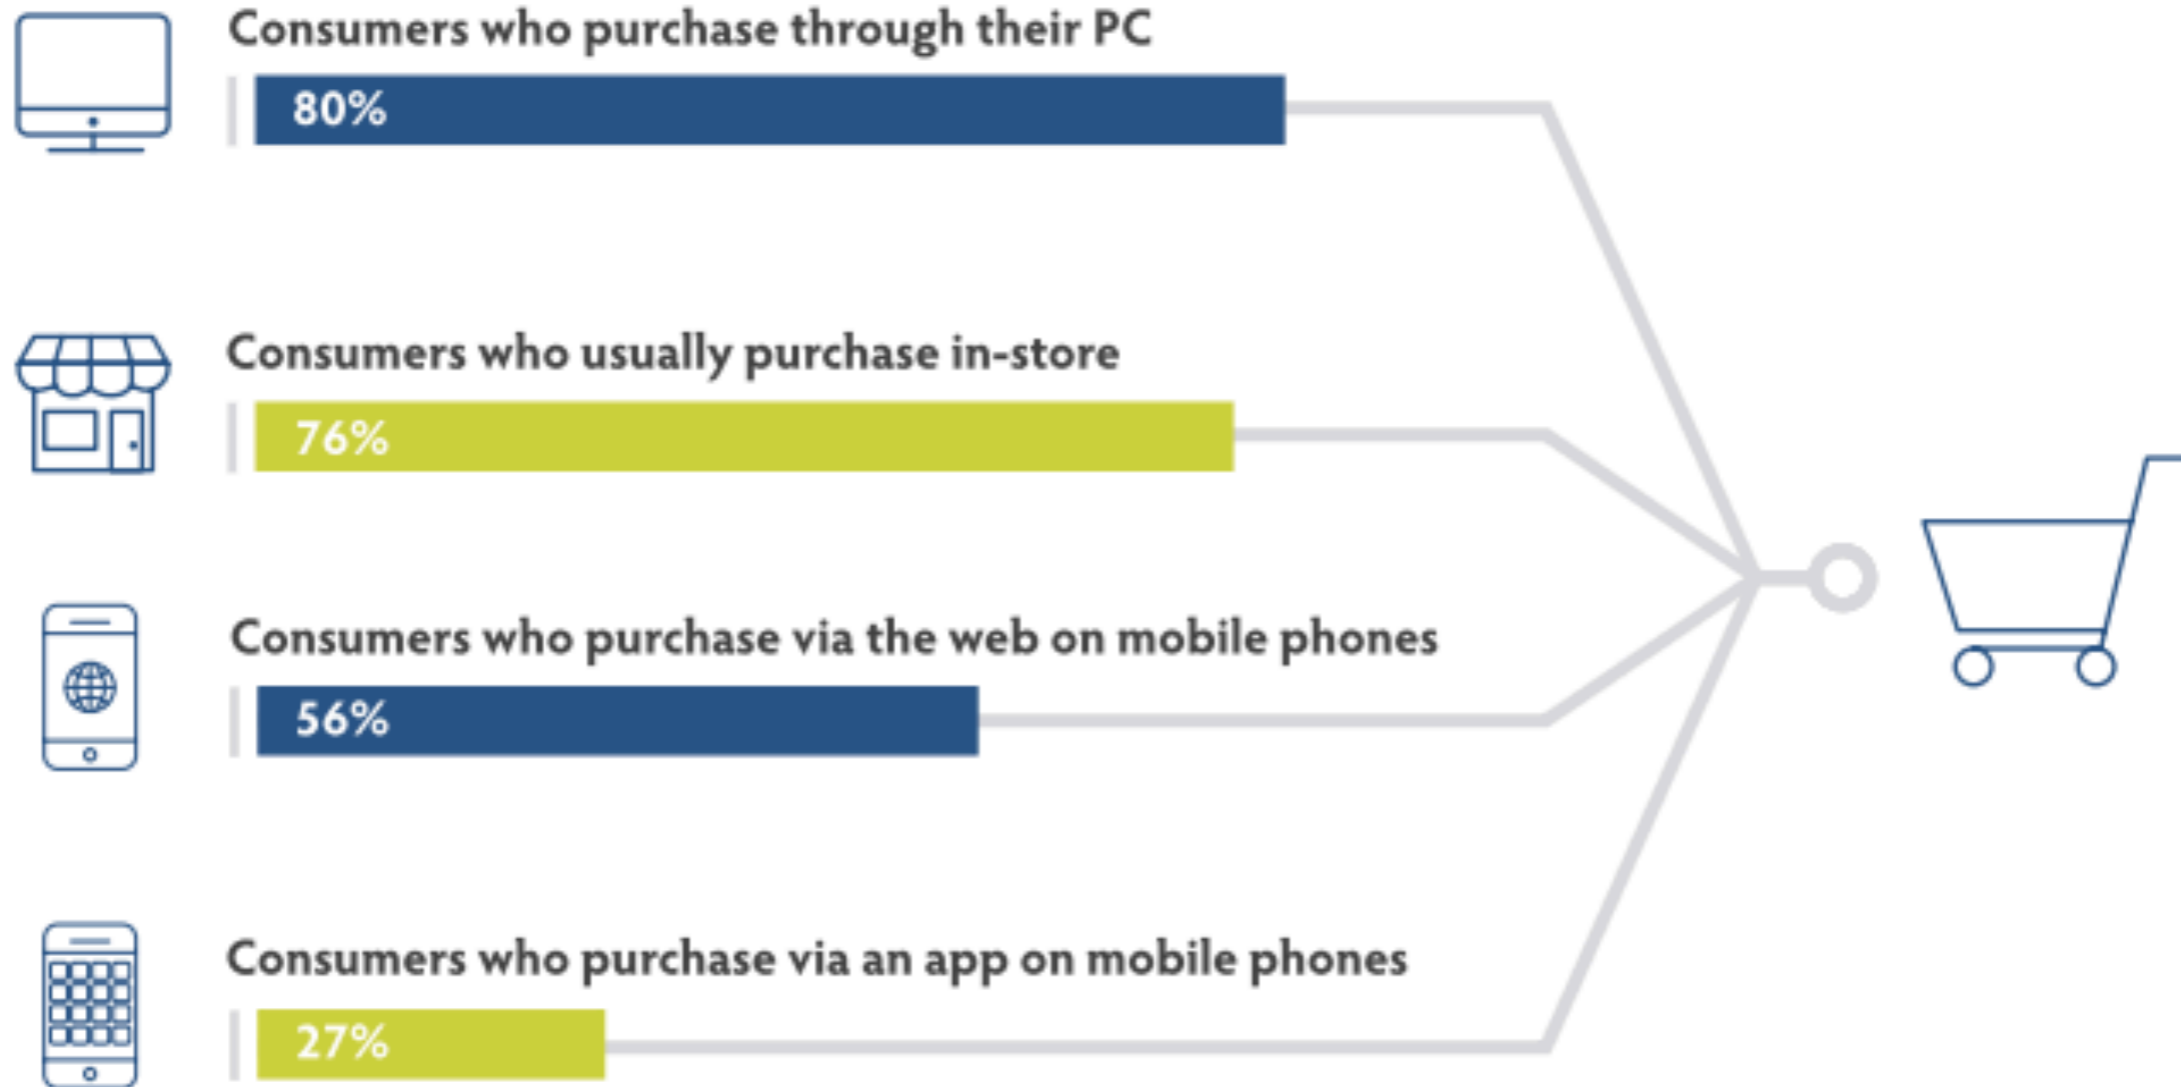 Consumers who purchase through their PC
80%
Consumers who usually purchase in-store
76%
Consumers who purchase via the web on mobile phones
56%
Consumers who purchase via an app on mobile phones
27%